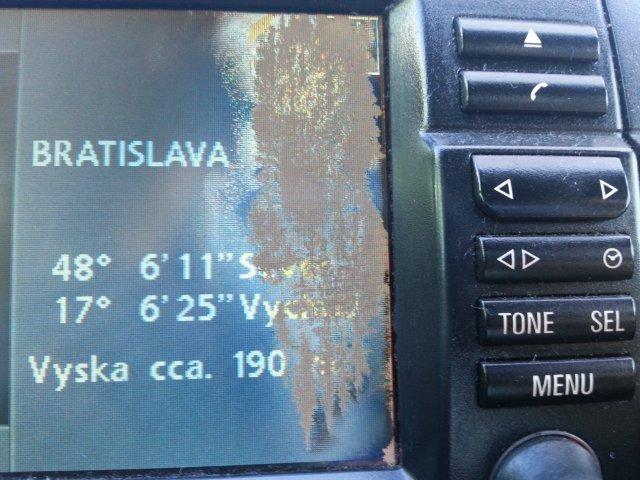 BRATISLAVA
48° 6'11"
17° 6'25"
Vyska cca. 190
TONE SEL
MENU